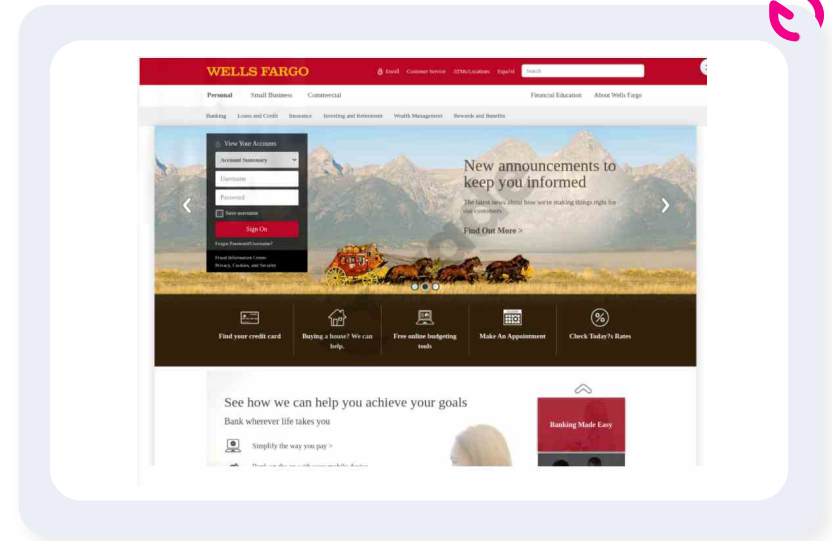 WELLS FARGO
Enroll Customer Service ATMs/Locations Español Search
Personal Small Business Commercial Financial Education About Wells Fargo
Banking Loans and Credit Insurance Investing and Retirement Wealth Management Rewards and Benefits
View Your Accounts
Account Summary
Username
Password
Save username
Sign On
Forgot Password/Username?
Fraud Information Center
Privacy, Cookies, and Security
New announcements to
keep you informed
The latest news about how we're making things right for
our customers
Find Out More >
Find your credit card
Buying a house? We can
help.
Free online budgeting
tools
Make An Appointment
Check Today?s Rates
See how we can help you achieve your goals
Bank wherever life takes you
Simplify the way you pay >
Banking Made Easy